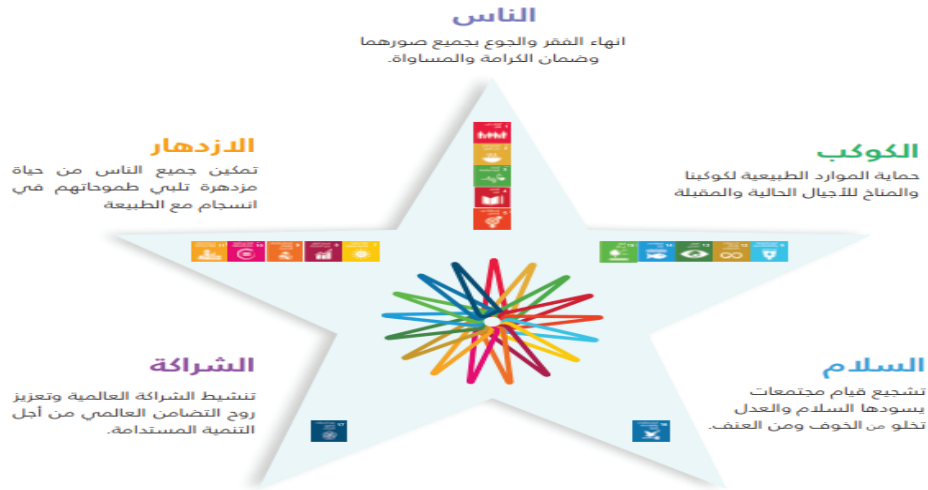 الناس
انهاء الفقر والجوع بجميع صورهما
وضمان الكرامة والمساواة.
الكوكب
حماية الموارد الطبيعية لكوكبنا
والمناخ للأجيال الحالية والمقبلة
الازدهار
تمكين جميع الناس من حياة
مزدهرة تلبي طموحاتهم في
انسجام مع الطبيعة
السلام
تشجيع قيام مجتمعات
يسودها السلام والعدل
تخلو من الخوف ومن العنف.
الشراكة
تنشيط الشراكة العالمية وتعزيز
روح التضامن العالمي من أجل
التنمية المستدامة.